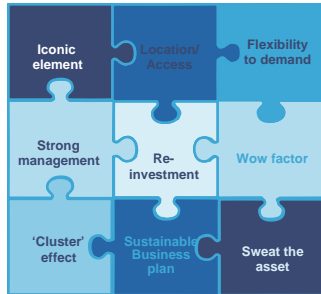 Iconic
element
Location/
Access
Flexibility
to demand
Strong
management
Re-
investment
Wow factor
‘Cluster’
effect
Sustainable
Business
plan
Sweat the
asset